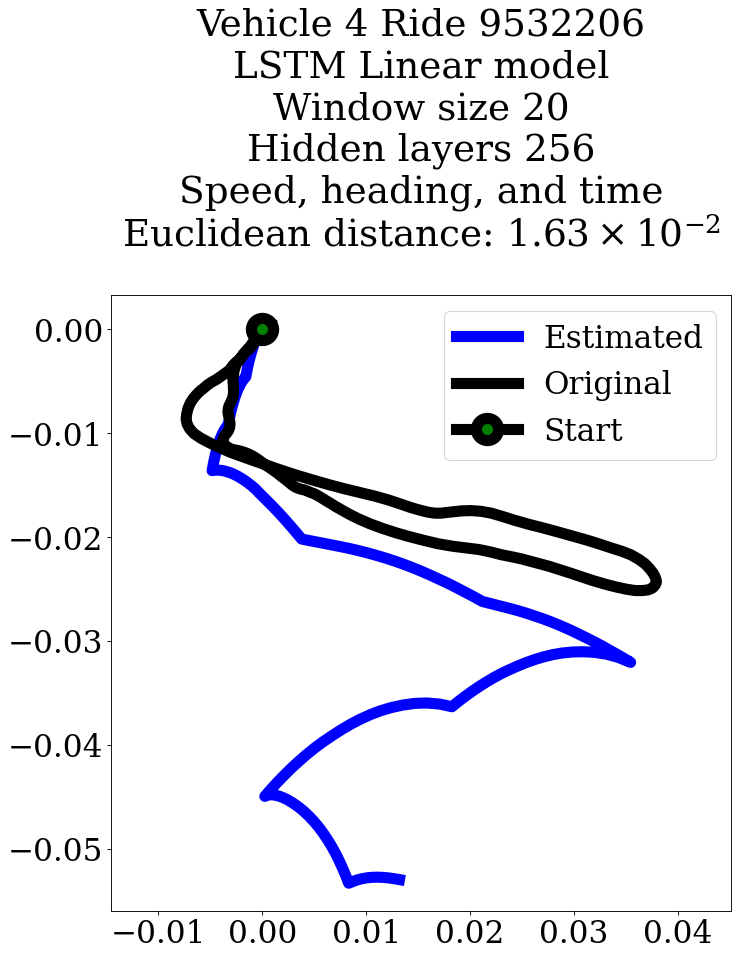 Vehicle 4 Ride 9532206
LSTM Linear model
Window size 20
Hidden layers 256
Speed, heading, and time
Euclidean distance: 1.63 × 10⁻²
Estimated
Original
Start
0.00
−0.01
−0.02
−0.03
−0.04
−0.05
−0.01 0.00 0.01 0.02 0.03 0.04